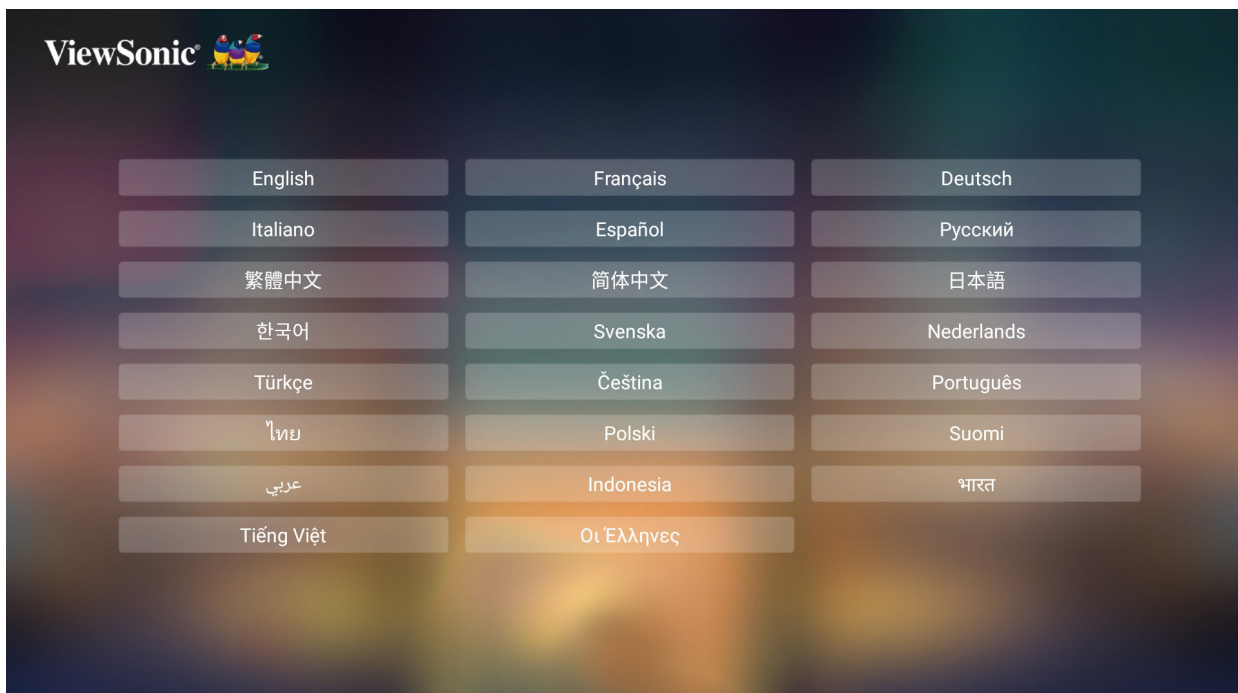 ViewSonic®
English Français Deutsch
Italiano Español Русский
繁體中文 简体中文 日本語
한국어 Svenska Nederlands
Türkçe Čeština Português
ไทย Polski Suomi
عربي Indonesia भारत
Tiếng Việt Οι Έλληνες